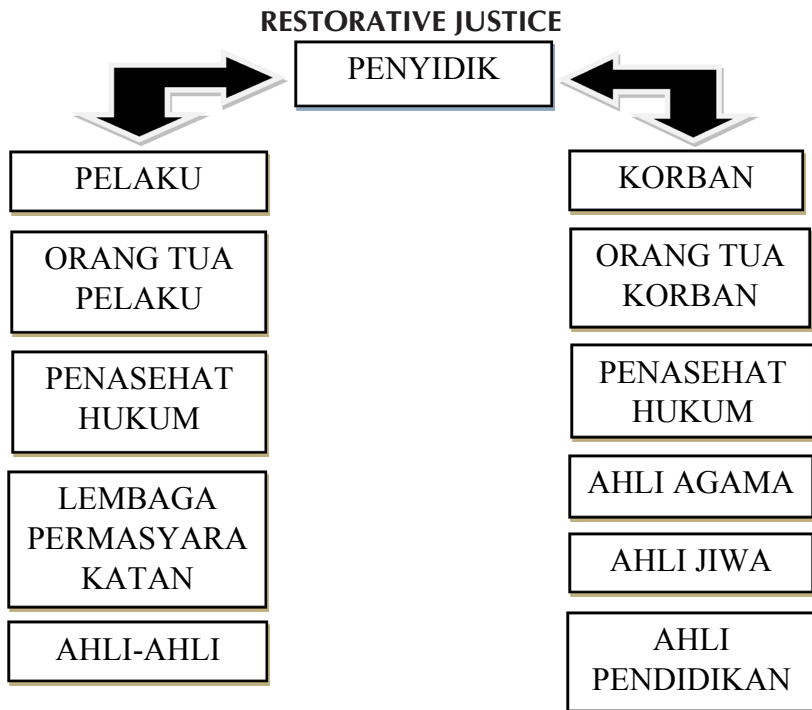 RESTORATIVE JUSTICE
PENYIDIK
PELAKU
ORANG TUA
PELAKU
PENASEHAT
HUKUM
LEMBAGA
PERMASYARA
KATAN
AHLI-AHLI
KORBAN
ORANG TUA
KORBAN
PENASEHAT
HUKUM
AHLI AGAMA
AHLI JIWA
AHLI
PENDIDIKAN